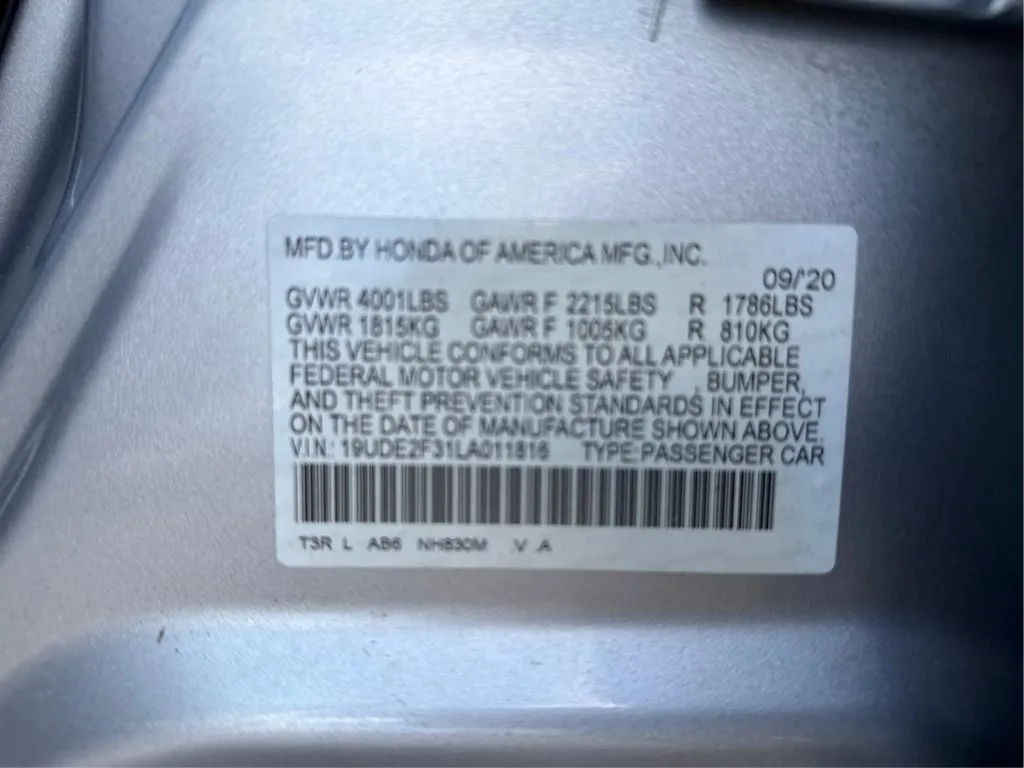 MFD.BY HONDA OF AMERICA MFG.,INC.
09/'20
GVWR 4001LBS GAWR F 2215LBS R 1786LBS
GVWR 1815KG GAWR F 1005KG R 810KG
THIS VEHICLE CONFORMS TO ALL APPLICABLE
FEDERAL MOTOR VEHICLE SAFETY , BUMPER,
AND THEFT PREVENTION STANDARDS IN EFFECT
ON THE DATE OF MANUFACTURE SHOWN ABOVE.
V.I.N.: 19UDE2F31LA011816 TYPE:PASSENGER CAR
T3R L AB6 NH830M V A